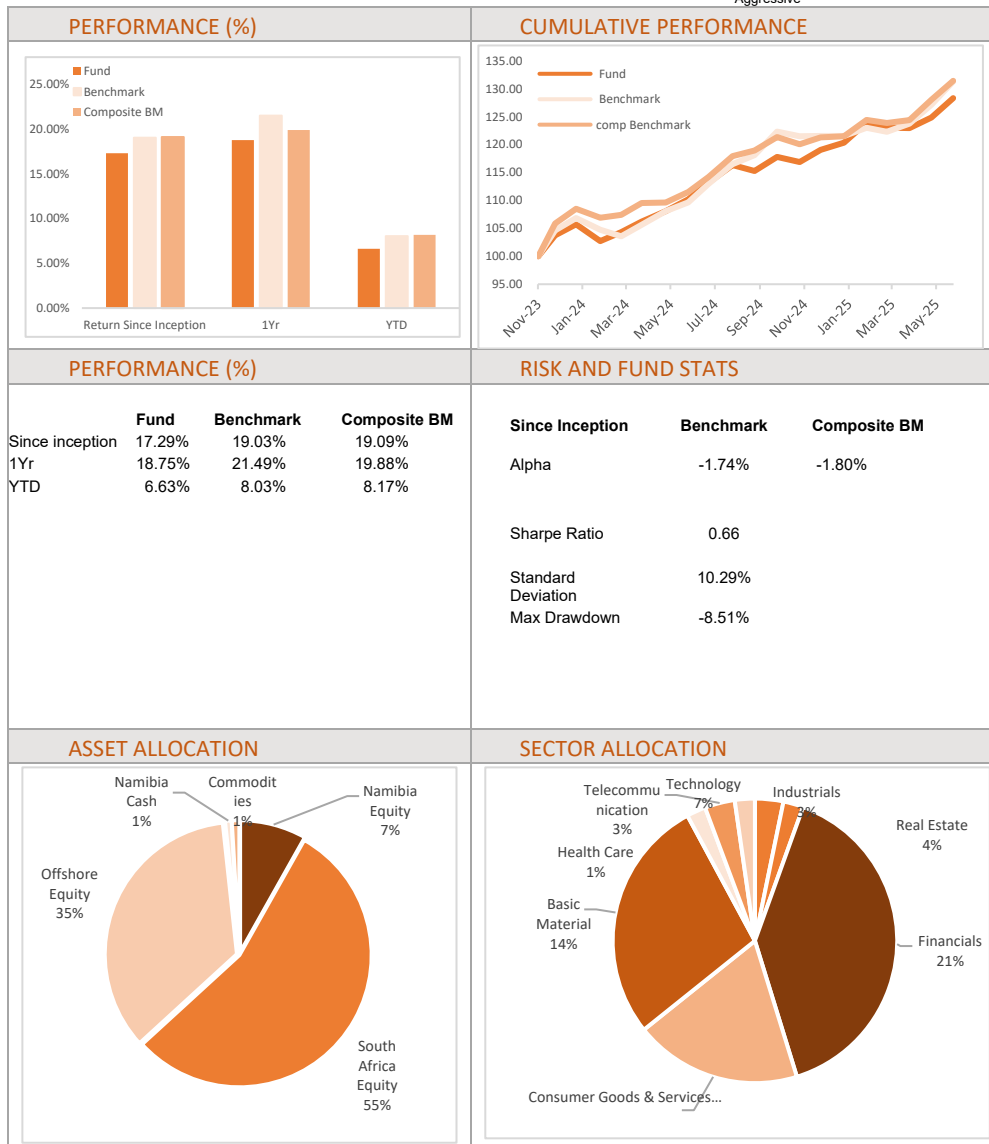 Aggressive
PERFORMANCE (%)
Fund
Benchmark
Composite BM
25.00%
20.00%
15.00%
10.00%
5.00%
0.00%
Return Since Inception 1Yr YTD
CUMULATIVE PERFORMANCE
Fund
Benchmark
comp Benchmark
135.00
130.00
125.00
120.00
115.00
110.00
105.00
100.00
95.00
Nov-23 Jan-24 Mar-24 May-24 Jul-24 Sep-24 Nov-24 Jan-25 Mar-25 May-25
PERFORMANCE (%)
Fund Benchmark Composite BM
Since inception 17.29% 19.03% 19.09%
1Yr 18.75% 21.49% 19.88%
YTD 6.63% 8.03% 8.17%
RISK AND FUND STATS
Since Inception Benchmark Composite BM
Alpha -1.74% -1.80%
Sharpe Ratio 0.66
Standard
Deviation 10.29%
Max Drawdown -8.51%
ASSET ALLOCATION
Namibia
Cash
1%
Commodit
ies
1%
Namibia
Equity
7%
Offshore
Equity
35%
South
Africa
Equity
55%
SECTOR ALLOCATION
Telecommu
nication
3%
Technology
7%
Industrials
3%
Real Estate
4%
Health Care
1%
Basic
Material
14%
Financials
21%
Consumer Goods & Services…